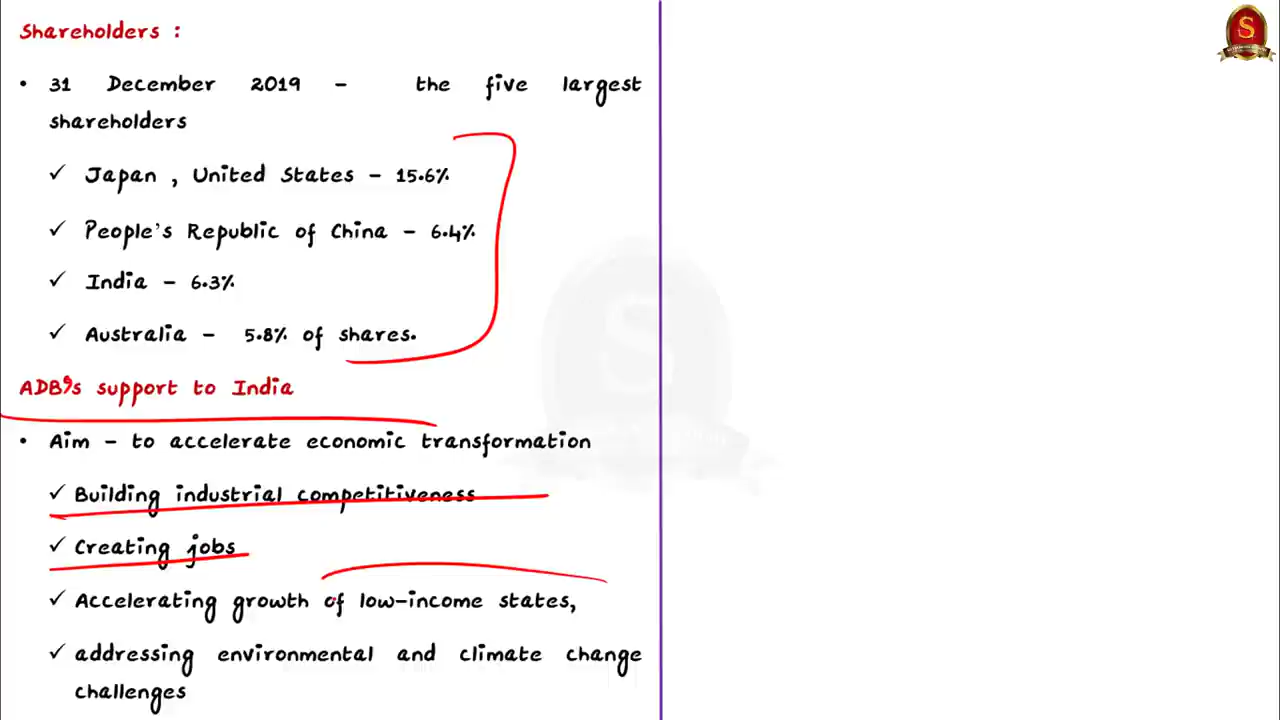 Shareholders :
• 31 December 2019 - the five largest
shareholders
✓ Japan , United States - 15.6%
✓ People's Republic of China - 6.4%
✓ India - 6.3%
✓ Australia - 5.8% of shares.
ADB's support to India
• Aim - to accelerate economic transformation
✓ Building industrial competitiveness
✓ Creating jobs
✓ Accelerating growth of low-income states,
✓ addressing environmental and climate change
challenges
S